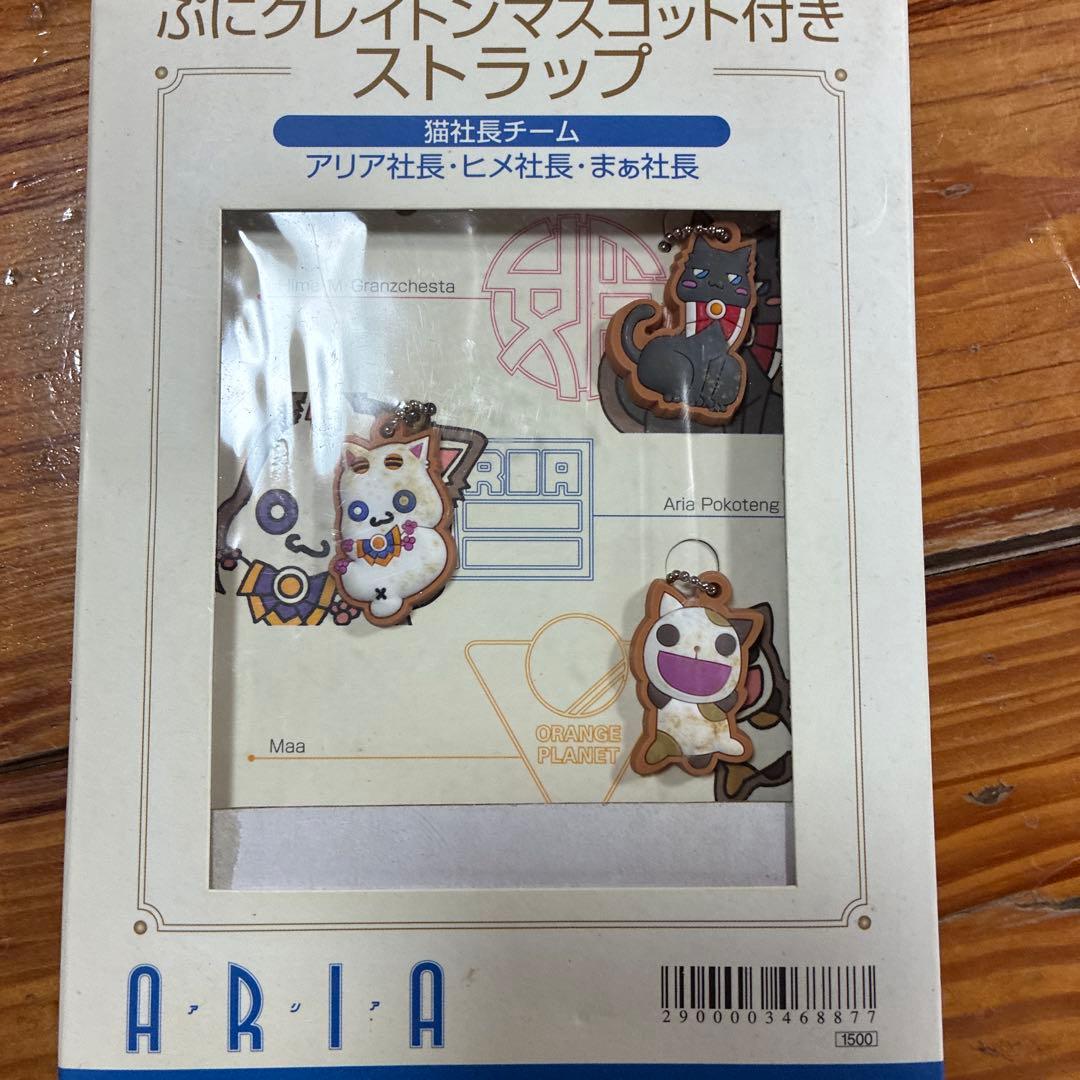 ぷにクレイトンマスコット付き
ストラップ
猫社長チーム
アリア社長・ヒメ社長・まぁ社長
Hime M Granzchesta
姫
ARIA
Aria Pokoteng
ORANGE
PLANET
Maa
ARIA
アリア
2900003468877
1500